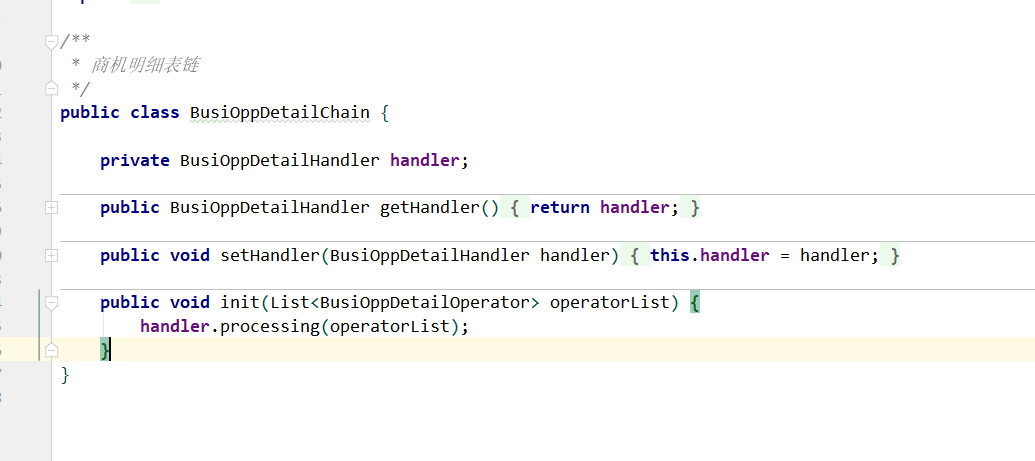 /**
 * 商机明细表链
 */
public class BusiOppDetailChain {
    private BusiOppDetailHandler handler;
    public BusiOppDetailHandler getHandler() { return handler; }
    public void setHandler(BusiOppDetailHandler handler) { this.handler = handler; }
    public void init(List<BusiOppDetailOperator> operatorList) {
        handler.processing(operatorList);
    }
}